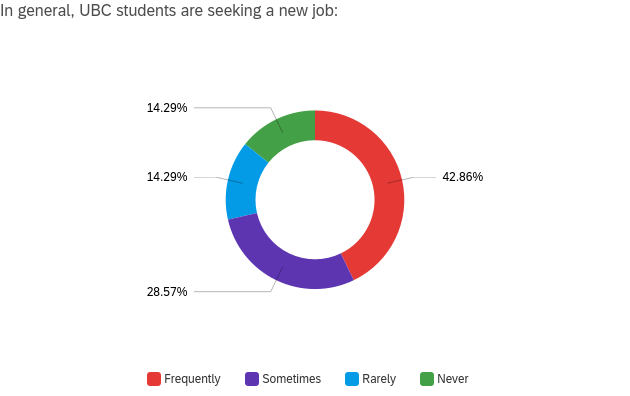 In general, UBC students are seeking a new job:
14.29%
14.29%
42.86%
28.57%
Frequently Sometimes Rarely Never